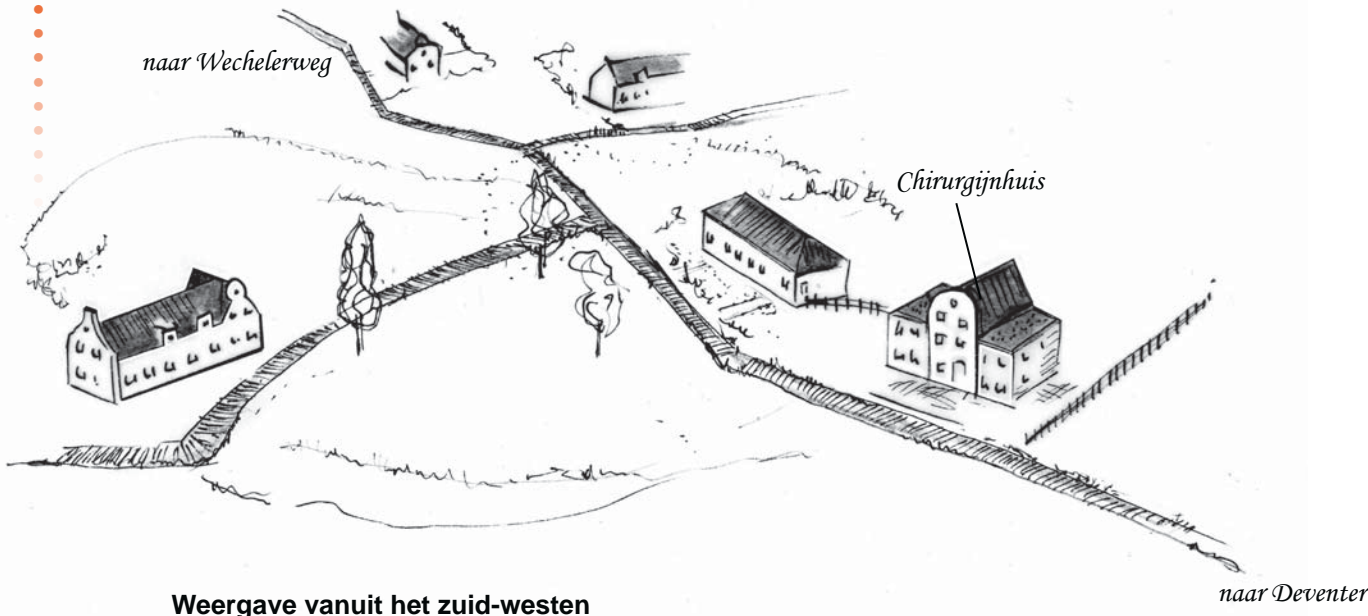 naar Wechelerweg
Chirurgijnhuis
naar Deventer
Weergave vanuit het zuid-westen